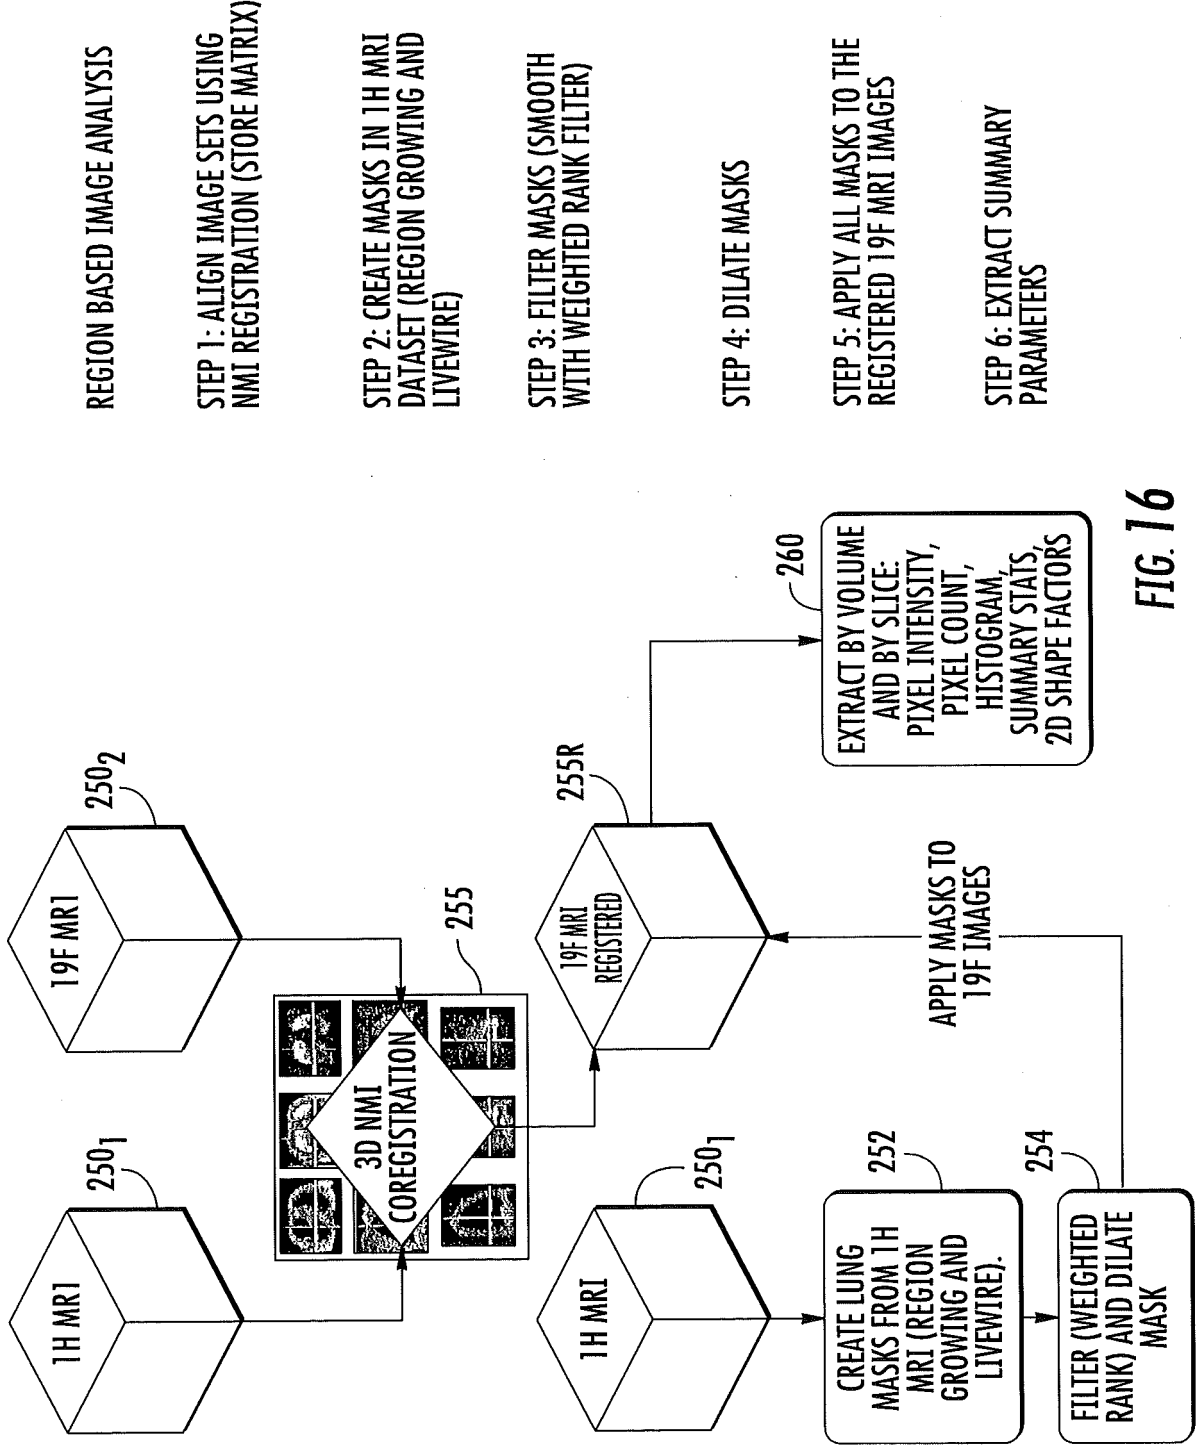 1H MRI
250₁
19F MRI
250₂
3D NMI
COREGISTRATION
255
1H MRI
250₁
19F MRI
REGISTERED
255R
CREATE LUNG
MASKS FROM 1H
MRI (REGION
GROWING AND
LIVEWIRE).
252
FILTER (WEIGHTED
RANK) AND DILATE
MASK
254
APPLY MASKS TO
19F IMAGES
EXTRACT BY VOLUME
AND BY SLICE:
PIXEL INTENSITY,
PIXEL COUNT,
HISTOGRAM,
SUMMARY STATS,
2D SHAPE FACTORS
260
REGION BASED IMAGE ANALYSIS
STEP 1: ALIGN IMAGE SETS USING
NMI REGISTRATION (STORE MATRIX)
STEP 2: CREATE MASKS IN 1H MRI
DATASET (REGION GROWING AND
LIVEWIRE)
STEP 3: FILTER MASKS (SMOOTH
WITH WEIGHTED RANK FILTER)
STEP 4: DILATE MASKS
STEP 5: APPLY ALL MASKS TO THE
REGISTERED 19F MRI IMAGES
STEP 6: EXTRACT SUMMARY
PARAMETERS
FIG. 16